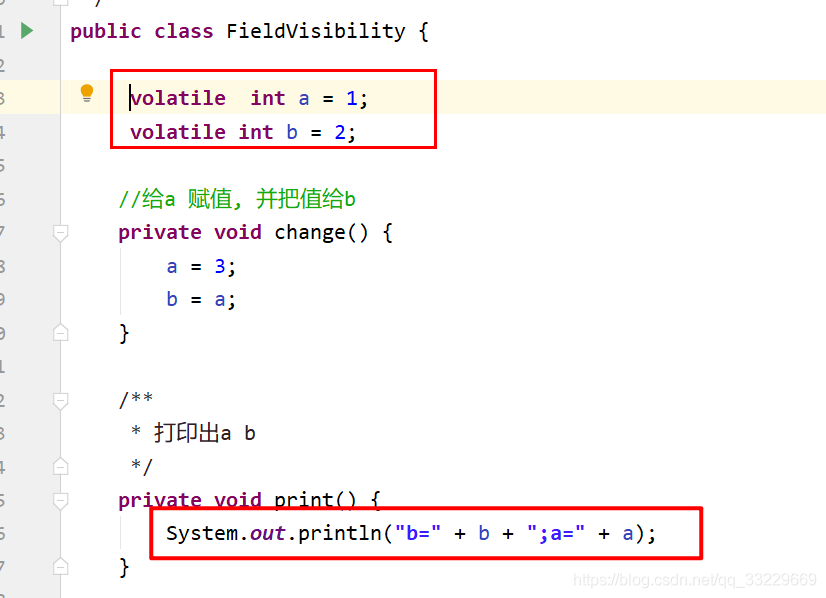 /
public class FieldVisibility {
volatile  int a = 1;
volatile int b = 2;
//给a 赋值, 并把值给b
private void change() {
a = 3;
b = a;
}
/**
* 打印出a b
*/
private void print() {
System.out.println("b=" + b + ";a=" + a);
}
https://blog.csdn.net/qq_33229669